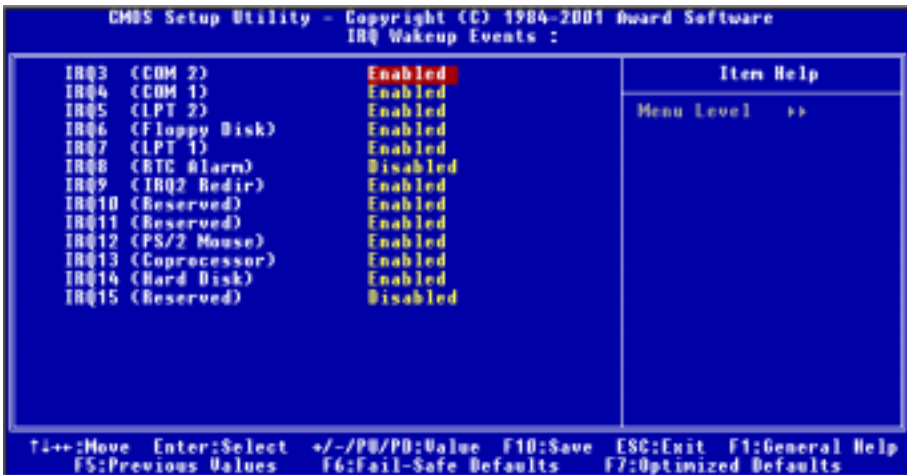 CMOS Setup Utility - Copyright (C) 1984-2001 Award Software
IRQ Wakeup Events :
IRQ3 (COM 2) Enabled
IRQ4 (COM 1) Enabled
IRQ5 (LPT 2) Enabled
IRQ6 (Floppy Disk) Enabled
IRQ7 (LPT 1) Enabled
IRQ8 (RTC Alarm) Disabled
IRQ9 (IRQ2 Redir) Enabled
IRQ10 (Reserved) Enabled
IRQ11 (Reserved) Enabled
IRQ12 (PS/2 Mouse) Enabled
IRQ13 (Coprocessor) Enabled
IRQ14 (Hard Disk) Enabled
IRQ15 (Reserved) Disabled
Item Help
Menu Level ▸▸
↑↓→←:Move Enter:Select +/-/PU/PD:Value F10:Save ESC:Exit F1:General Help
F5:Previous Values F6:Fail-Safe Defaults F7:Optimized Defaults